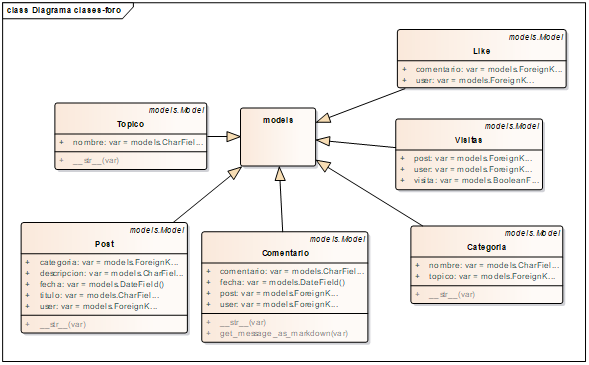 class Diagrama clases-foro
models.Model
Like
+ comentario: var = models.ForeignK...
+ user: var = models.ForeignK...
models.Model
Topico
+ nombre: var = models.CharFiel...
+ __str__(var)
models
models.Model
Visitas
+ post: var = models.ForeignK...
+ user: var = models.ForeignK...
+ visita: var = models.BooleanF...
models.Model
Post
+ categoria: var = models.ForeignK...
+ descripcion: var = models.CharFiel...
+ fecha: var = models.DateField()
+ titulo: var = models.CharFiel...
+ user: var = models.ForeignK...
+ __str__(var)
models.Model
Comentario
+ comentario: var = models.CharFiel...
+ fecha: var = models.DateField()
+ post: var = models.ForeignK...
+ user: var = models.ForeignK...
+ __str__(var)
+ get_message_as_markdown(var)
models.Model
Categoria
+ nombre: var = models.CharFiel...
+ topico: var = models.ForeignK...
+ __str__(var)